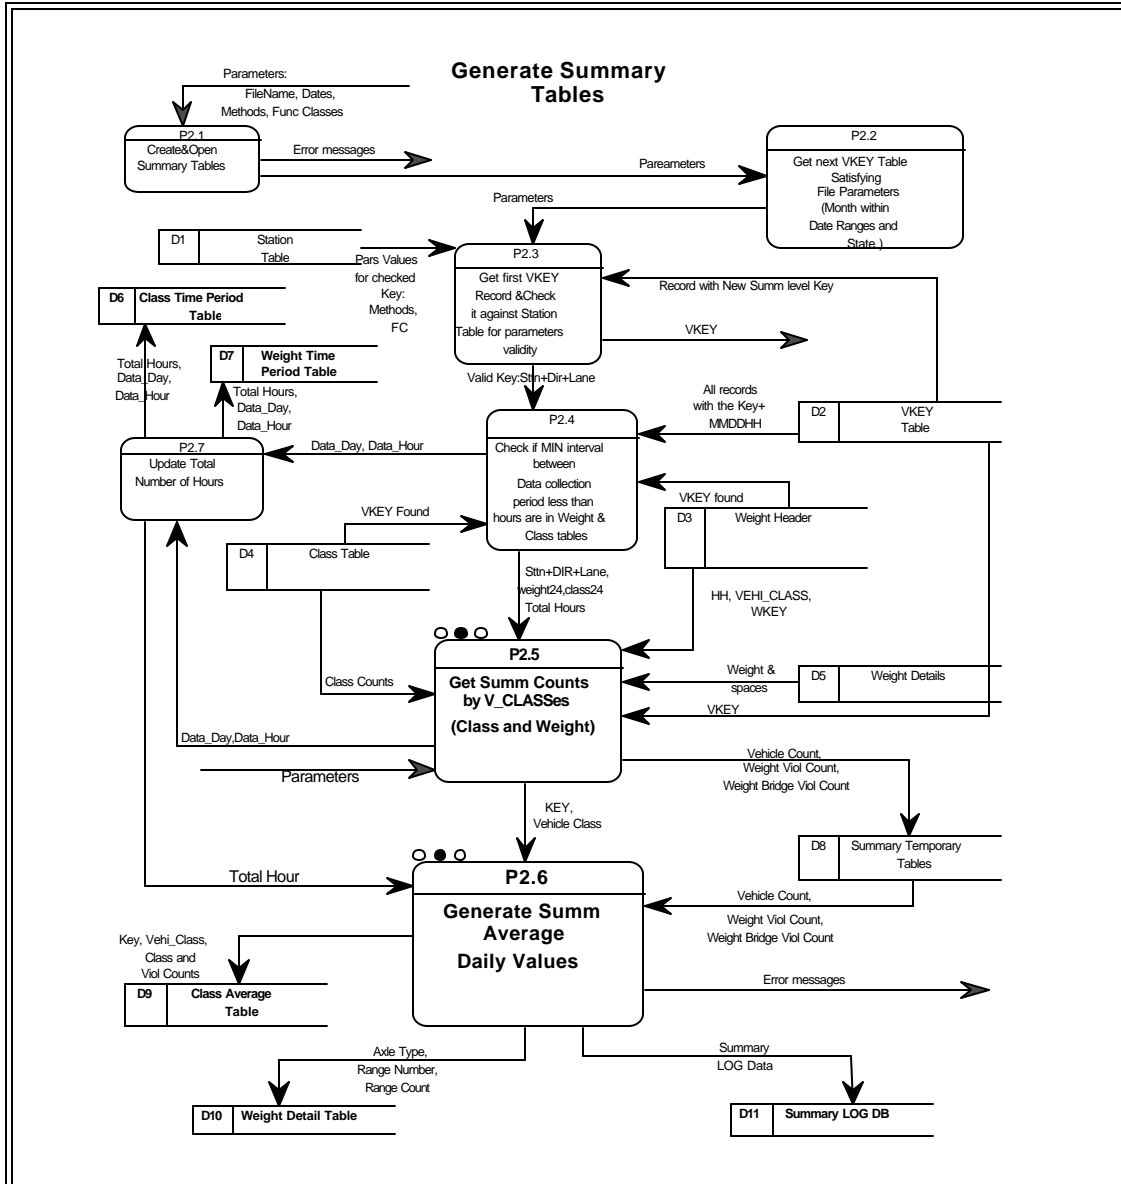 Generate Summary
Tables
Parameters:
FileName, Dates,
Methods, Func Classes
P2.1
Create&Open
Summary Tables
Error messages
Pareameters
P2.2
Get next VKEY Table
Satisfying
File Parameters
(Month within
Date Ranges and
State )
Parameters
D1
Station
Table
Pars Values
for checked
Key:
Methods,
FC
P2.3
Get first VKEY
Record &Check
it against Station
Table for parameters
validity
Record with New Summ level Key
VKEY
D6
Class Time Period
Table
D7
Weight Time
Period Table
Total Hours,
Data_Day,
Data_Hour
Total Hours,
Data_Day,
Data_Hour
Valid Key:Sttn+Dir+Lane
All records
with the Key+
MMDDHH
D2
VKEY
Table
P2.4
Check if MIN interval
between
Data collection
period less than
hours are in Weight &
Class tables
Data_Day, Data_Hour
P2.7
Update Total
Number of Hours
VKEY Found
VKEY found
D3
Weight Header
D4
Class Table
Sttn+DIR+Lane,
weight24,class24
Total Hours
HH, VEHI_CLASS,
WKEY
P2.5
Get Summ Counts
by V_CLASSes
(Class and Weight)
Class Counts
Weight &
spaces
D5
Weight Details
VKEY
Data_Day,Data_Hour
Parameters
Vehicle Count,
Weight Viol Count,
Weight Bridge Viol Count
KEY,
Vehicle Class
D8
Summary Temporary
Tables
P2.6
Generate Summ
Average
Daily Values
Total Hour
Vehicle Count,
Weight Viol Count,
Weight Bridge Viol Count
Key, Vehi_Class,
Class and
Viol Counts
D9
Class Average
Table
Error messages
Axle Type,
Range Number,
Range Count
Summary
LOG Data
D10
Weight Detail Table
D11
Summary LOG DB